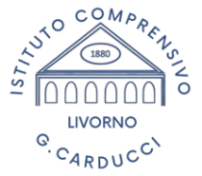 ISTITUTO COMPRENSIVO
1880
LIVORNO
G. CARDUCCI